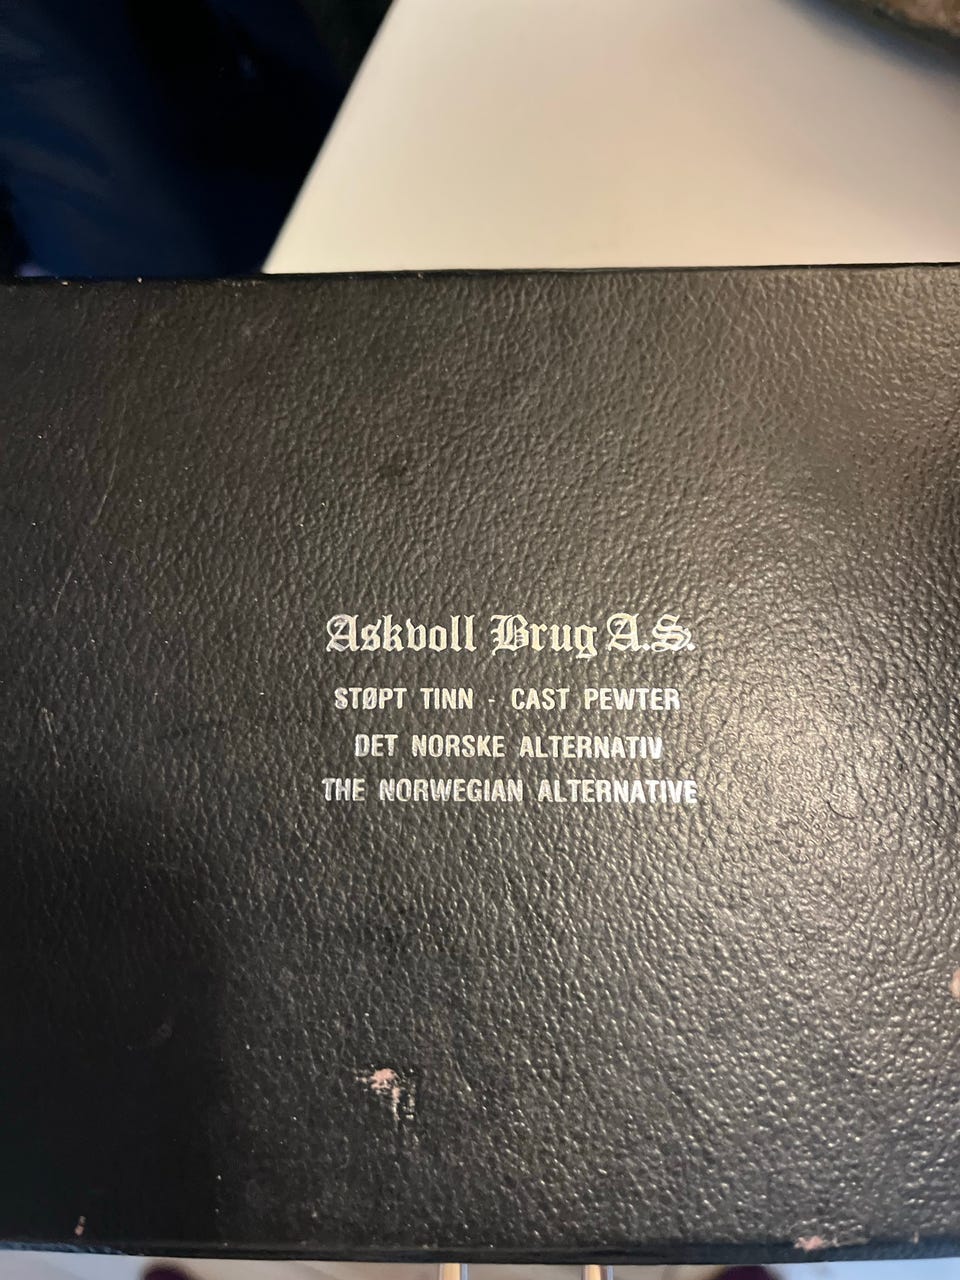 Askvoll Brug A.S.
STØPT TINN - CAST PEWTER
DET NORSKE ALTERNATIV
THE NORWEGIAN ALTERNATIVE